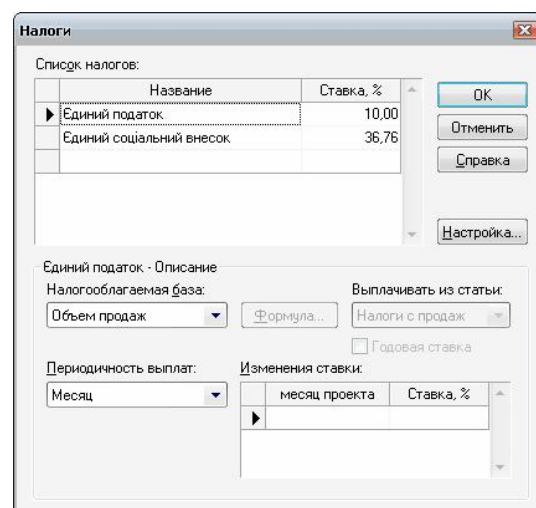 Налоги
Список налогов:
Название Ставка, %
Єдиний податок 10,00
Єдиний соціальний внесок 36,76
OK
Отменить
Справка
Настройка...
Єдиний податок - Описание
Налогооблагаемая база:
Объем продаж
Формула...
Выплачивать из статьи:
Налоги с продаж
Годовая ставка
Периодичность выплат:
Месяц
Изменения ставки:
месяц проекта Ставка, %